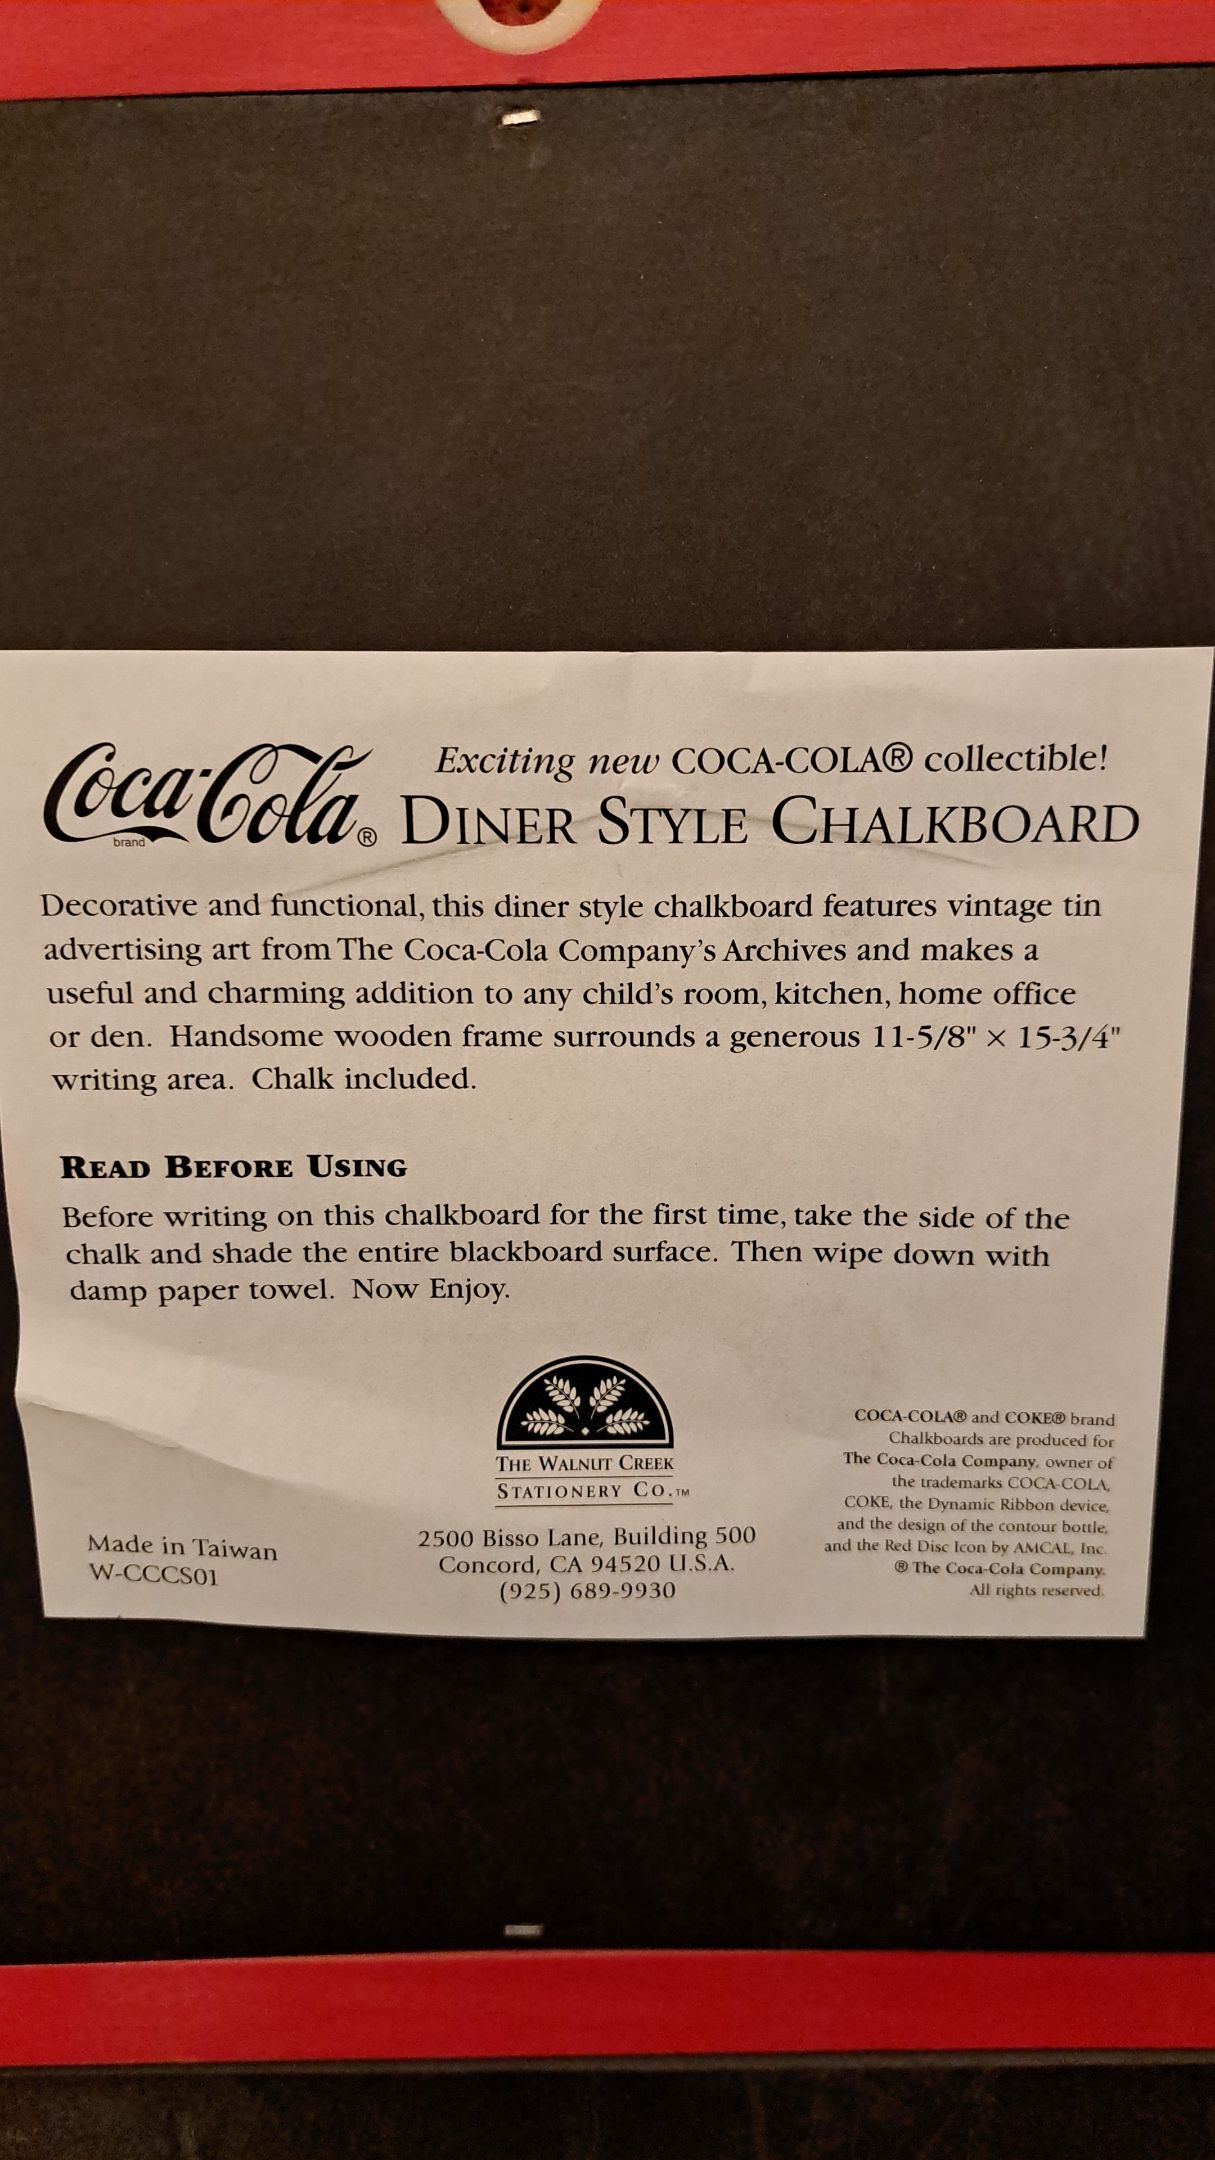 Coca-Cola®
brand
Exciting new COCA-COLA® collectible!
DINER STYLE CHALKBOARD
Decorative and functional, this diner style chalkboard features vintage tin
advertising art from The Coca-Cola Company's Archives and makes a
useful and charming addition to any child's room, kitchen, home office
or den. Handsome wooden frame surrounds a generous 11-5/8" × 15-3/4"
writing area. Chalk included.
READ BEFORE USING
Before writing on this chalkboard for the first time, take the side of the
chalk and shade the entire blackboard surface. Then wipe down with
damp paper towel. Now Enjoy.
THE WALNUT CREEK
STATIONERY CO.™
2500 Bisso Lane, Building 500
Concord, CA 94520 U.S.A.
(925) 689-9930
Made in Taiwan
W-CCCS01
COCA-COLA® and COKE® brand
Chalkboards are produced for
The Coca-Cola Company, owner of
the trademarks COCA-COLA,
COKE, the Dynamic Ribbon device,
and the design of the contour bottle,
and the Red Disc Icon by AMCAL, Inc.
® The Coca-Cola Company.
All rights reserved.